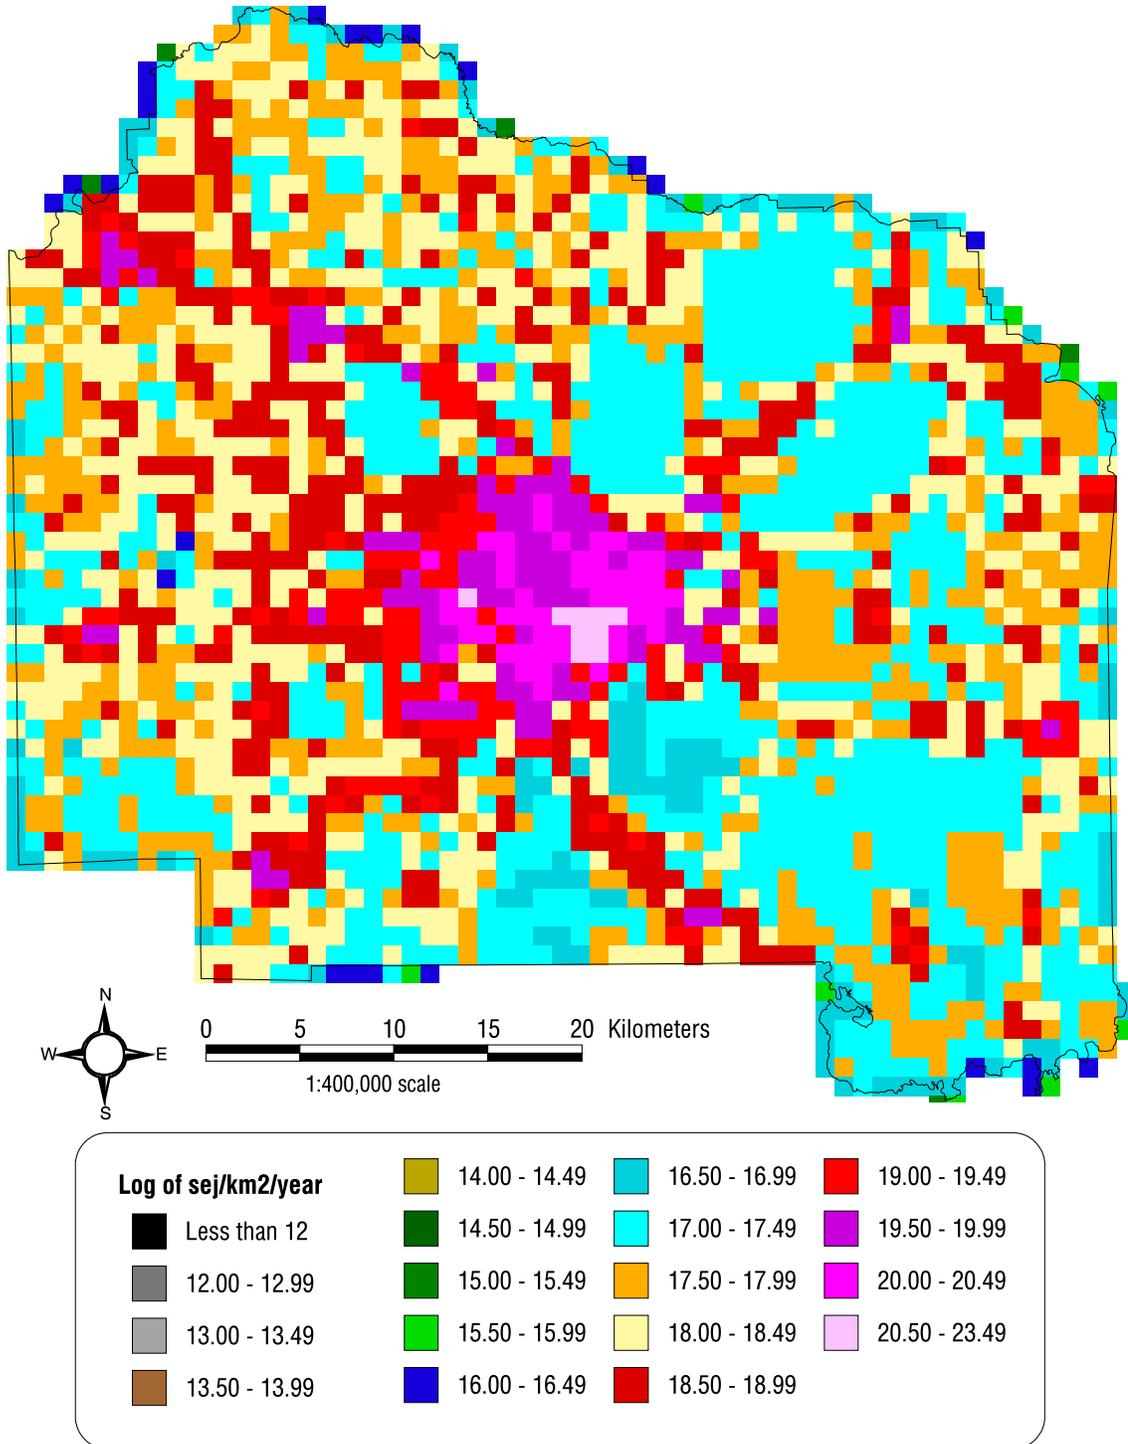 N
W E
S
0 5 10 15 20 Kilometers
1:400,000 scale
Log of sej/km2/year
Less than 12
12.00 - 12.99
13.00 - 13.49
13.50 - 13.99
14.00 - 14.49
14.50 - 14.99
15.00 - 15.49
15.50 - 15.99
16.00 - 16.49
16.50 - 16.99
17.00 - 17.49
17.50 - 17.99
18.00 - 18.49
18.50 - 18.99
19.00 - 19.49
19.50 - 19.99
20.00 - 20.49
20.50 - 23.49